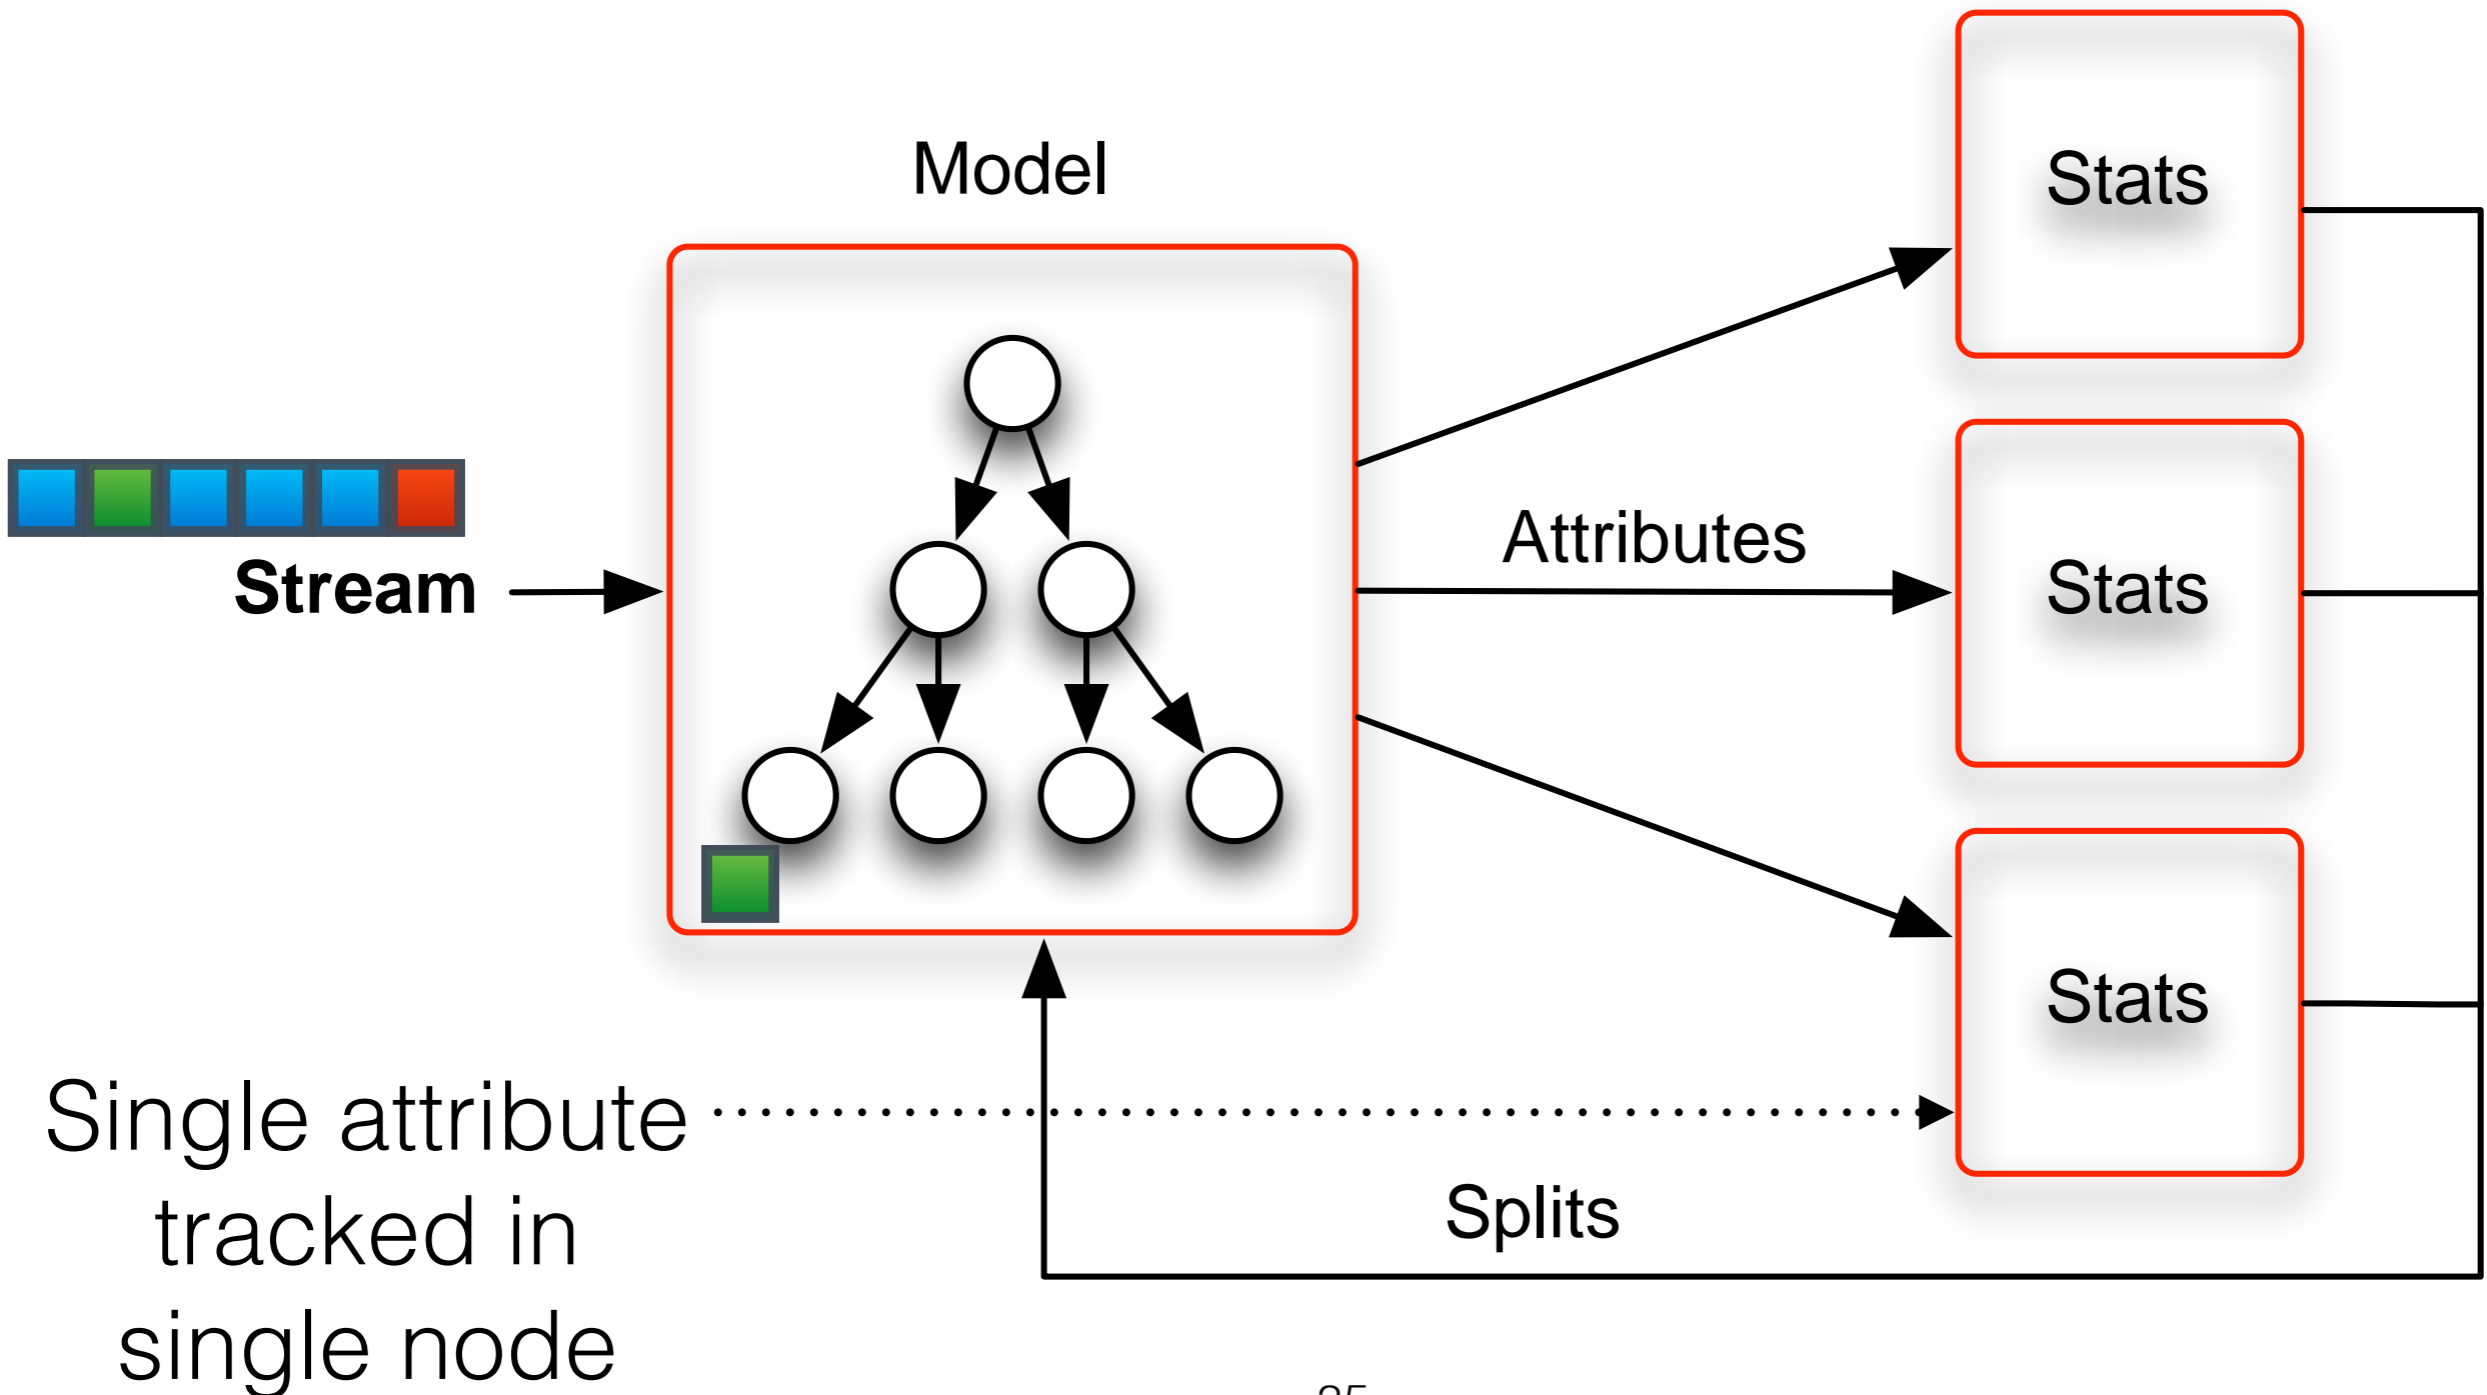 Model
Stats
Attributes
Stream
Stats
Stats
Single attribute
tracked in
single node
Splits